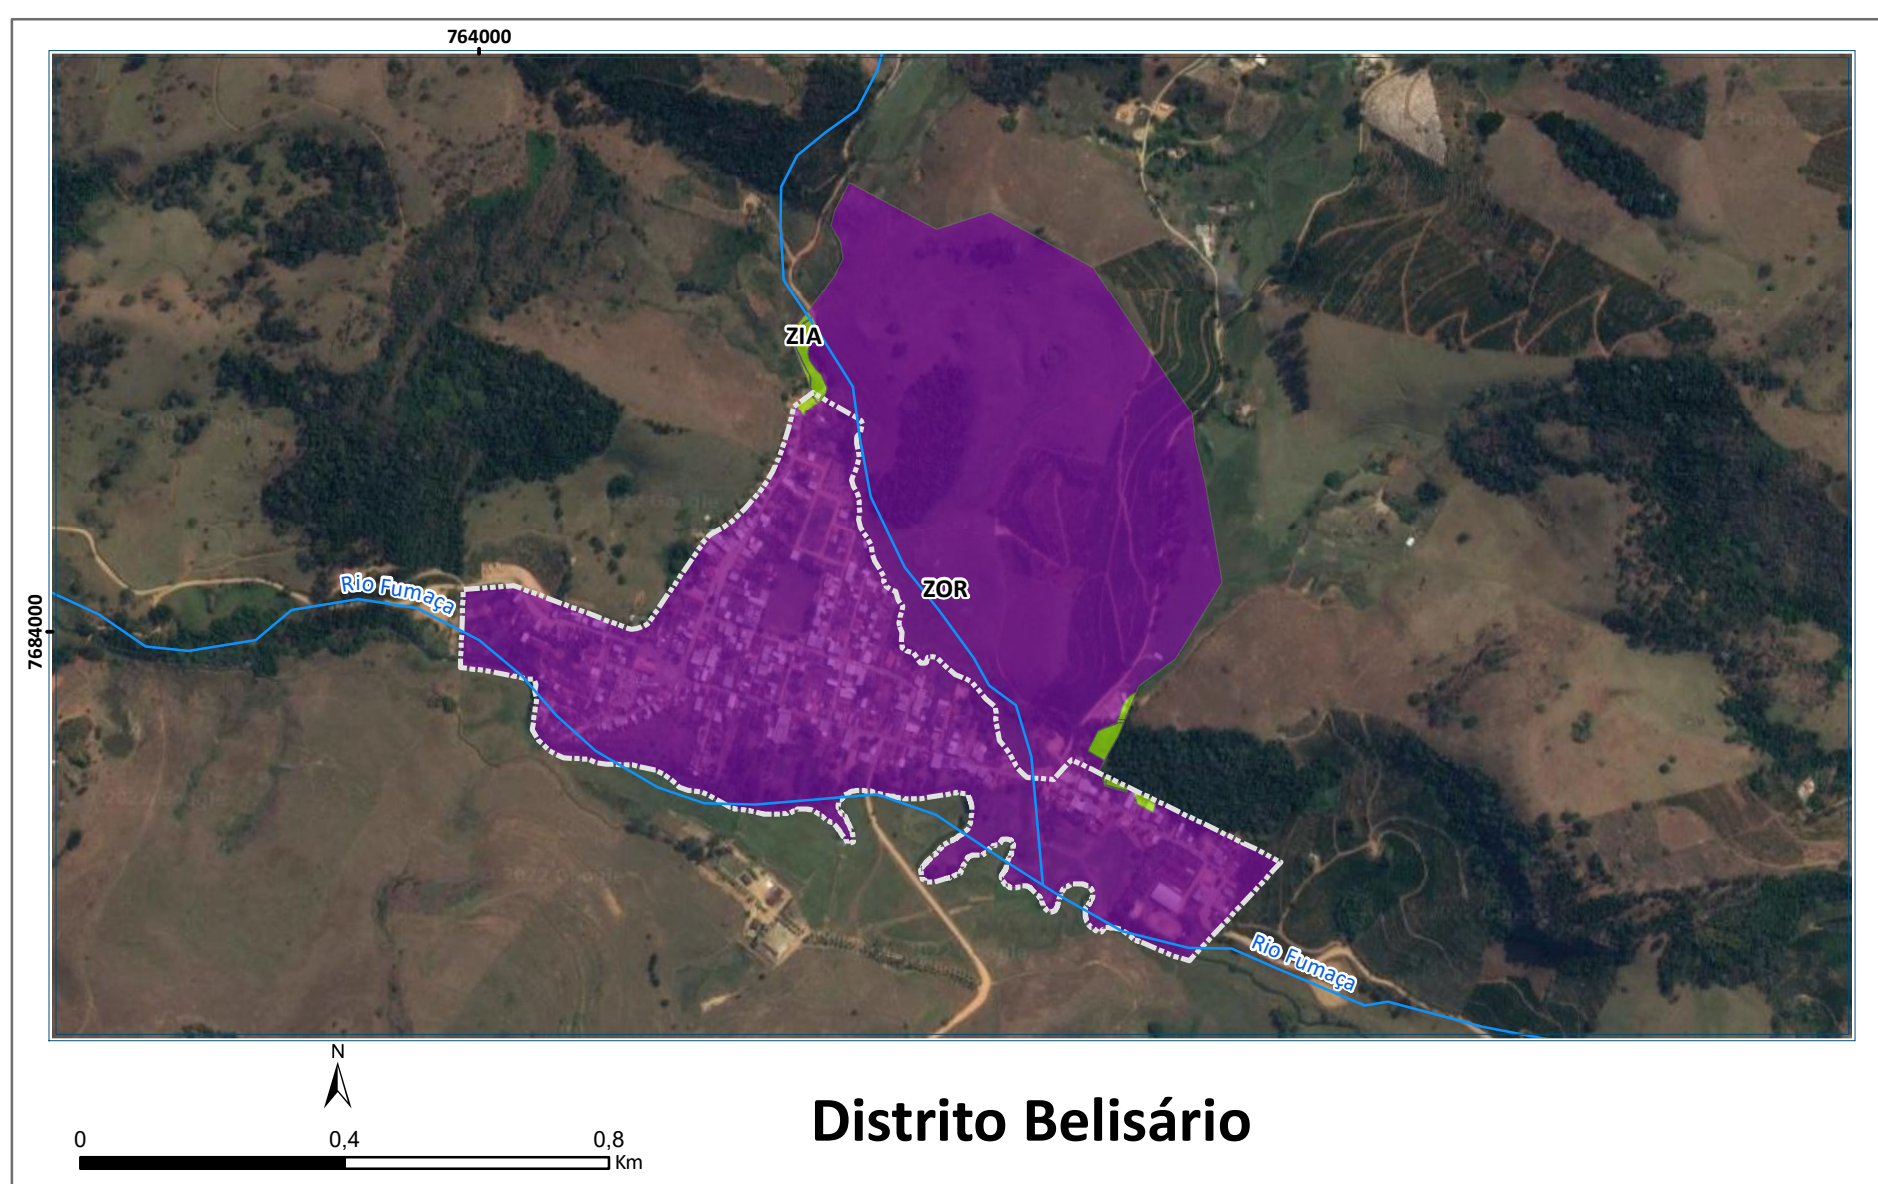 764000
ZIA
ZOR
Rio Fumaça
7684000
Rio Fumaça
N
Distrito Belisário
0 0,4 0,8
Km